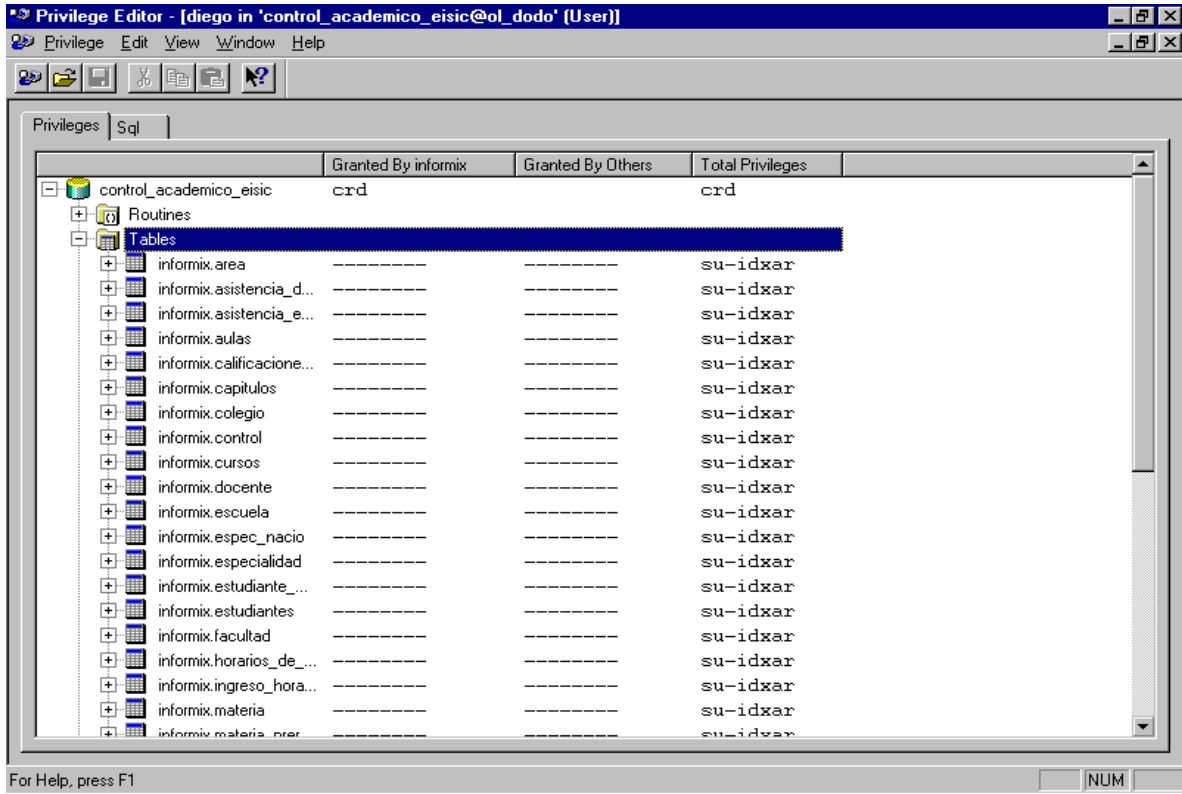 Privilege Editor - [diego in 'control_academico_eisic@ol_dodo' (User)]
Privilege Edit View Window Help
Privileges Sql
Granted By informix Granted By Others Total Privileges
control_academico_eisic crd crd
Routines
Tables
informix.area -------- -------- su-idxar
informix.asistencia_d... -------- -------- su-idxar
informix.asistencia_e... -------- -------- su-idxar
informix.aulas -------- -------- su-idxar
informix.calificacione... -------- -------- su-idxar
informix.capitulos -------- -------- su-idxar
informix.colegio -------- -------- su-idxar
informix.control -------- -------- su-idxar
informix.cursos -------- -------- su-idxar
informix.docente -------- -------- su-idxar
informix.escuela -------- -------- su-idxar
informix.espec_nacio -------- -------- su-idxar
informix.especialidad -------- -------- su-idxar
informix.estudiante_... -------- -------- su-idxar
informix.estudiantes -------- -------- su-idxar
informix.facultad -------- -------- su-idxar
informix.horarios_de_... -------- -------- su-idxar
informix.ingreso_hora... -------- -------- su-idxar
informix.materia -------- -------- su-idxar
informix.materia_prer -------- -------- su-idxar
For Help, press F1 NUM